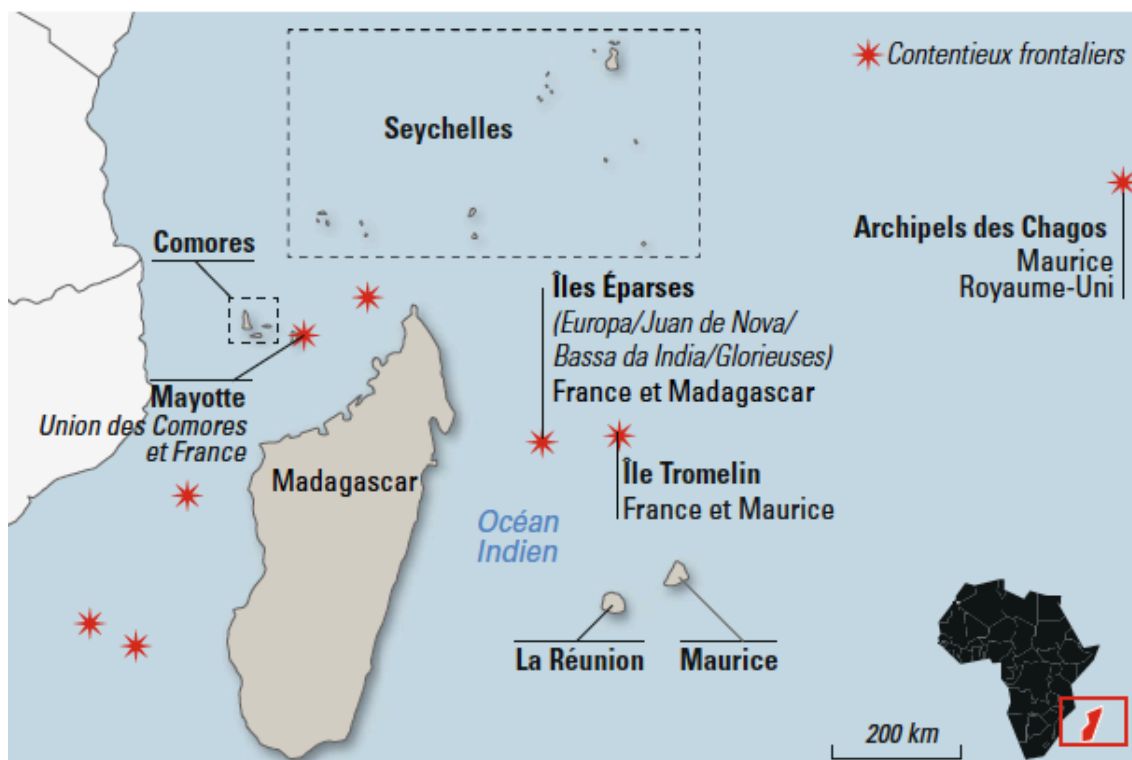 Contentieux frontaliers
Seychelles
Archipels des Chagos
Maurice
Royaume-Uni
Comores
Îles Éparses
(Europa/Juan de Nova/
Bassa da India/Glorieuses)
France et Madagascar
Mayotte
Union des Comores
et France
Île Tromelin
France et Maurice
Madagascar
Océan
Indien
La Réunion
Maurice
200 km